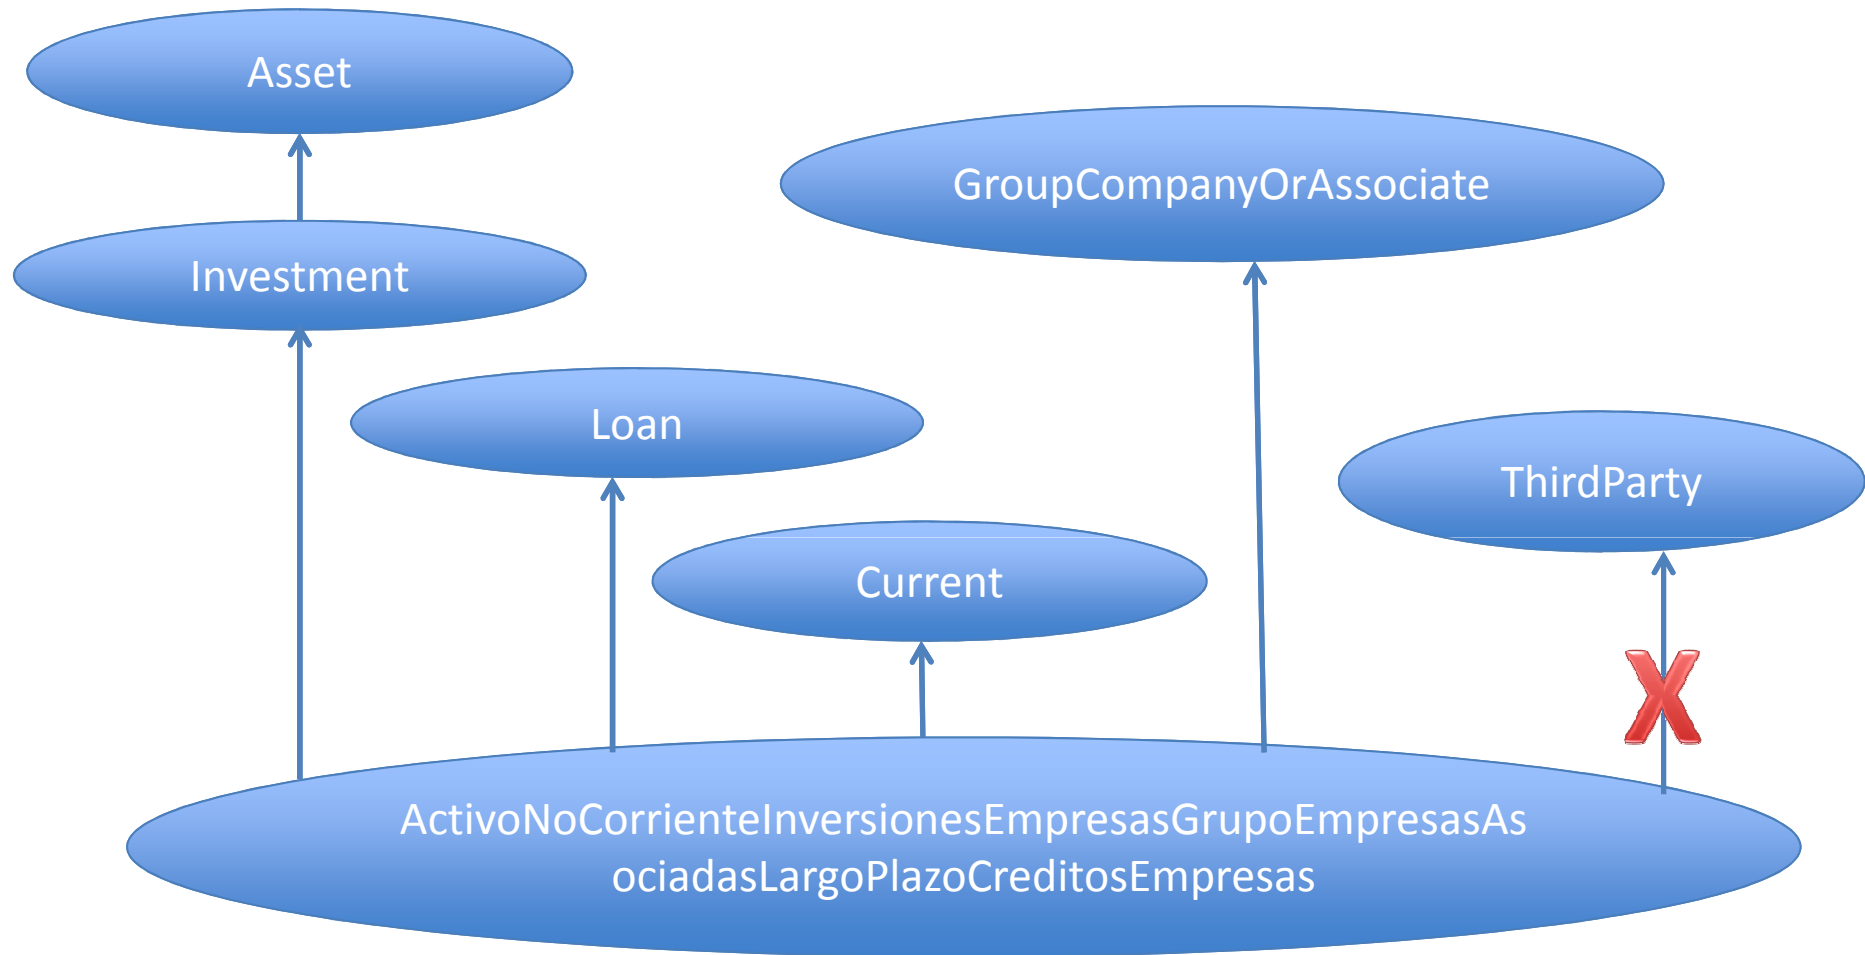 Asset
GroupCompanyOrAssociate
Investment
Loan
ThirdParty
Current
X
ActivoNoCorrienteInversionesEmpresasGrupoEmpresasAs
ociadasLargoPlazoCreditosEmpresas